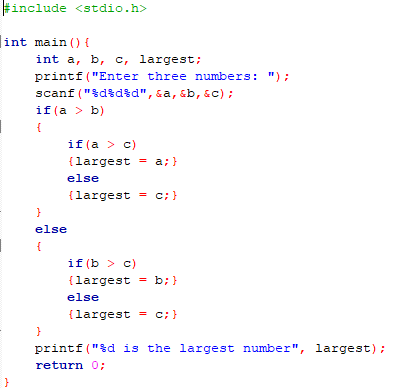 #include <stdio.h>
int main(){
    int a, b, c, largest;
    printf("Enter three numbers: ");
    scanf("%d%d%d",&a,&b,&c);
    if(a > b)
    {
        if(a > c)
        {largest = a;}
        else
        {largest = c;}
    }
    else
    {
        if(b > c)
        {largest = b;}
        else
        {largest = c;}
    }
    printf("%d is the largest number", largest);
    return 0;
}